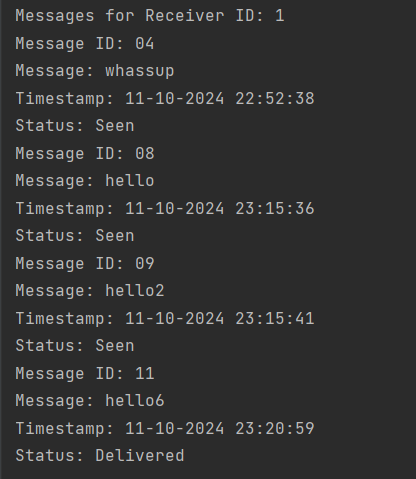 Messages for Receiver ID: 1
Message ID: 04
Message: whassup
Timestamp: 11-10-2024 22:52:38
Status: Seen
Message ID: 08
Message: hello
Timestamp: 11-10-2024 23:15:36
Status: Seen
Message ID: 09
Message: hello2
Timestamp: 11-10-2024 23:15:41
Status: Seen
Message ID: 11
Message: hello6
Timestamp: 11-10-2024 23:20:59
Status: Delivered